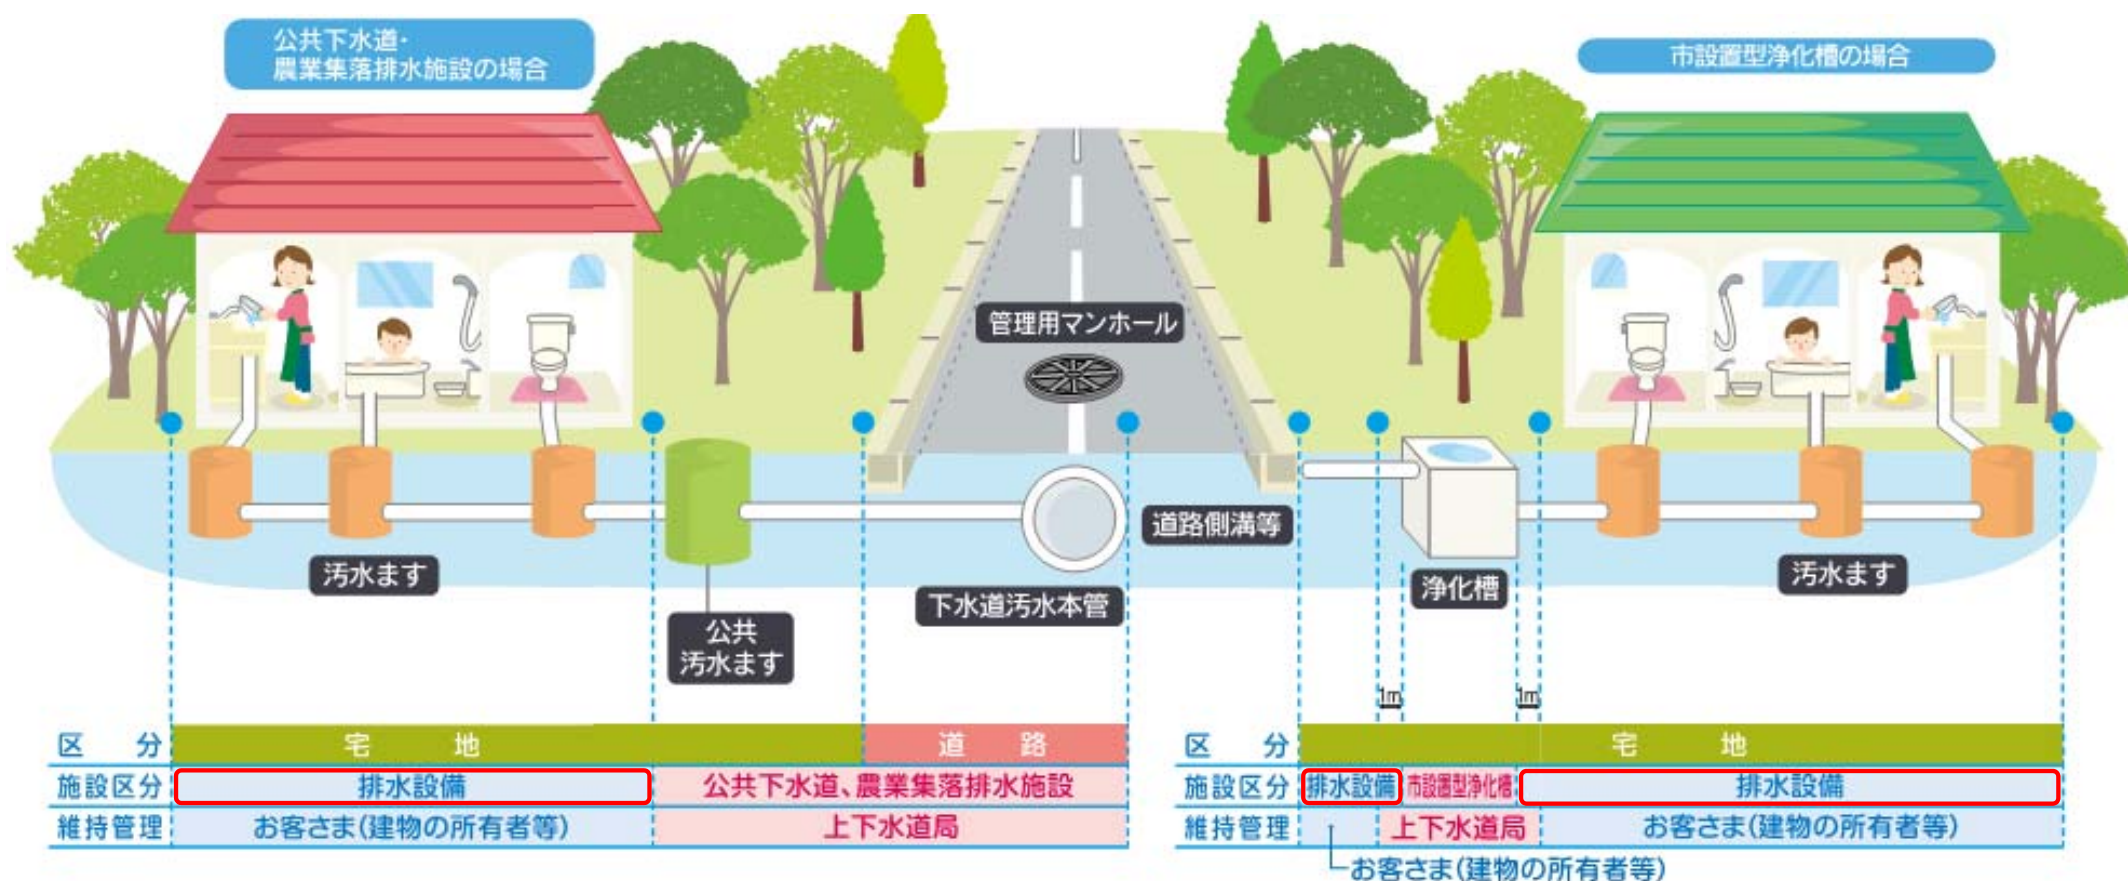 公共下水道・
農業集落排水施設の場合
市設置型浄化槽の場合
管理用マンホール
道路側溝等
汚水ます
浄化槽
汚水ます
下水道汚水本管
公共
汚水ます
1m
1m
区分 宅地 道路
施設区分 排水設備 公共下水道、農業集落排水施設
維持管理 お客さま(建物の所有者等) 上下水道局
区分 宅地
施設区分 排水設備 市設置型浄化槽 排水設備
維持管理 上下水道局 お客さま(建物の所有者等)
お客さま(建物の所有者等)